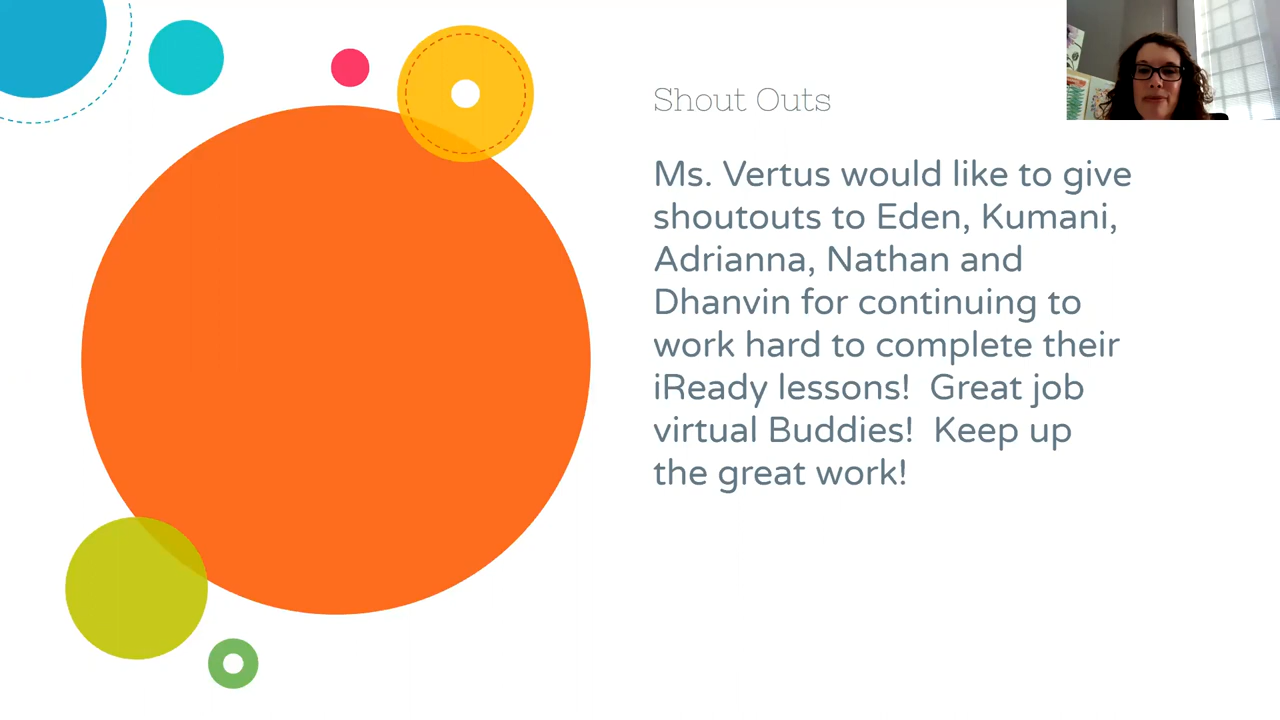 Shout Outs
Ms. Vertus would like to give
shoutouts to Eden, Kumani,
Adrianna, Nathan and
Dhanvin for continuing to
work hard to complete their
iReady lessons!  Great job
virtual Buddies!  Keep up
the great work!